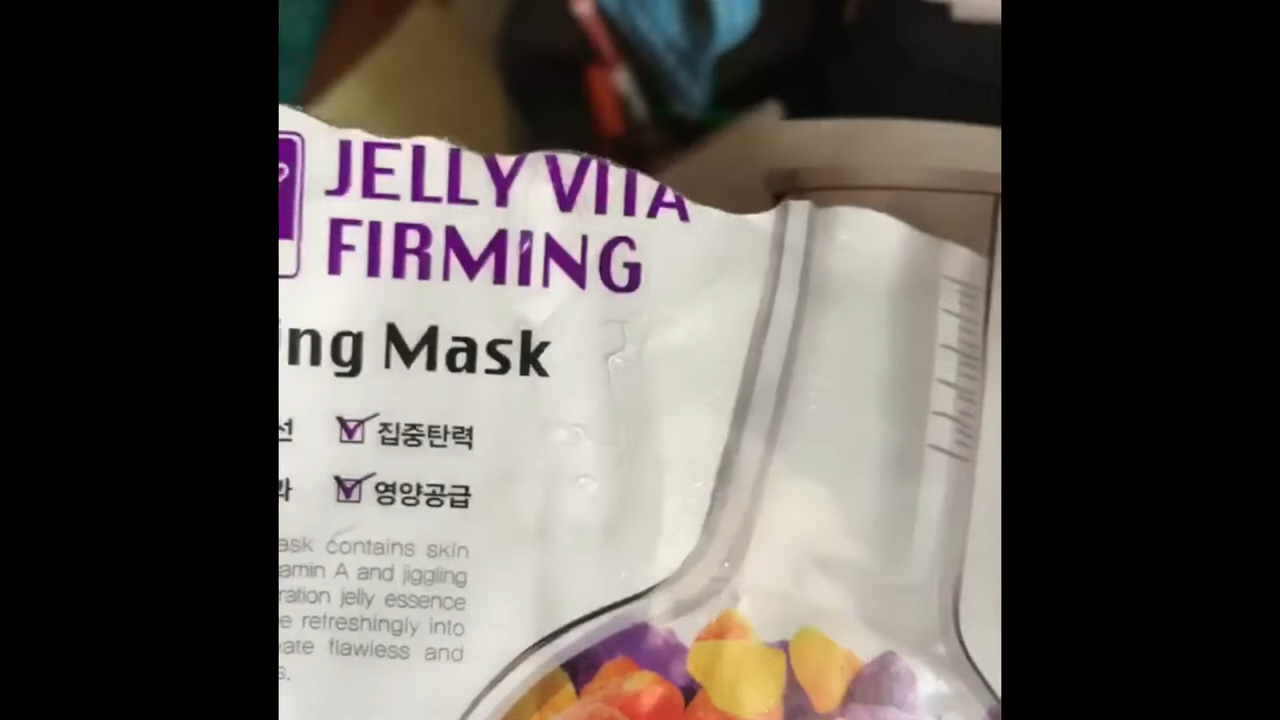 JELLY VITA
FIRMING
ing Mask
선 집중탄력
영양공급
ask contains skin
amin A and jiggling
ration jelly essence
e refreshingly into
ate flawless and
s.